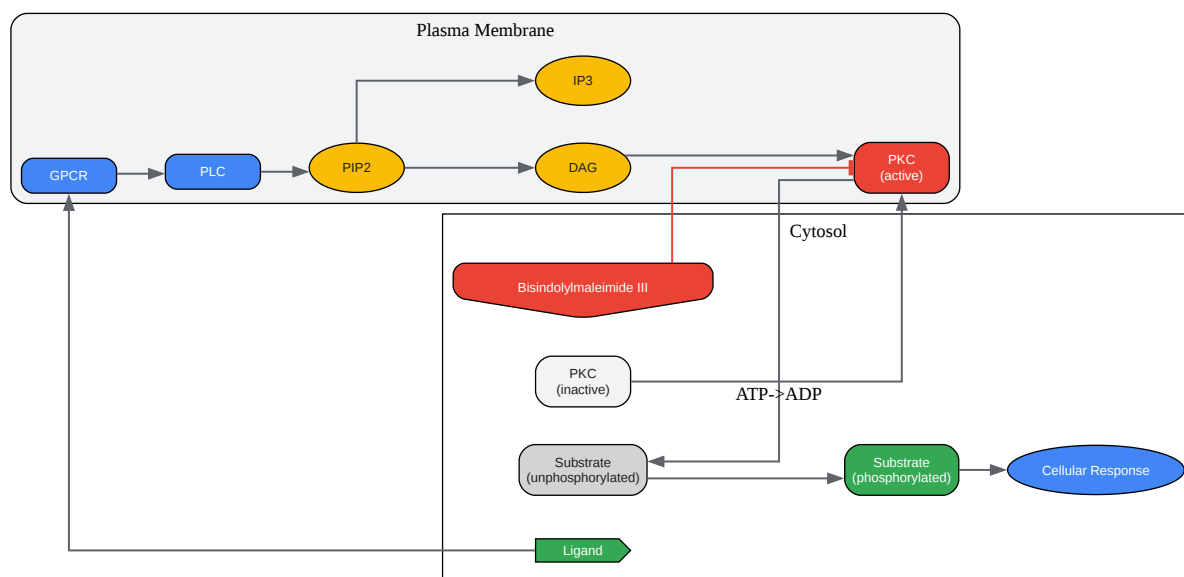 Plasma Membrane
IP3
GPCR
PLC
PIP2
DAG
PKC
(active)
Cytosol
Bisindolylmaleimide III
PKC
(inactive)
ATP->ADP
Substrate
(unphosphorylated)
Substrate
(phosphorylated)
Cellular Response
Ligand